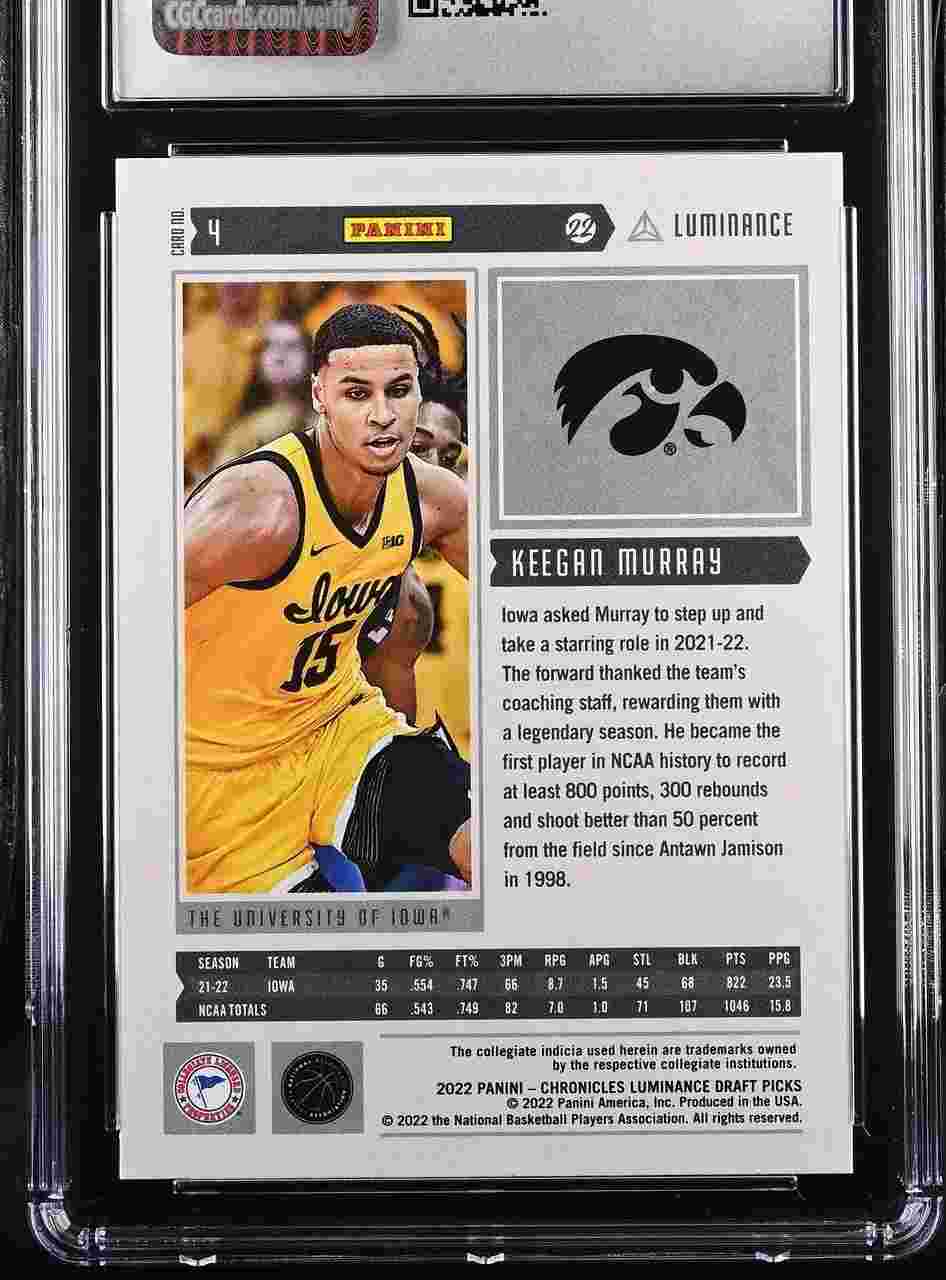 CGCcards.com/verify
CARD NO.
4
PANINI
22
LUMINANCE
BIG
Iowa
15
®
KEEGAN MURRAY
Iowa asked Murray to step up and
take a starring role in 2021-22.
The forward thanked the team's
coaching staff, rewarding them with
a legendary season. He became the
first player in NCAA history to record
at least 800 points, 300 rebounds
and shoot better than 50 percent
from the field since Antawn Jamison
in 1998.
THE UNIVERSITY OF IOWA®
SEASON TEAM G FG% FT% 3PM RPG APG STL BLK PTS PPG
21-22 IOWA 35 .554 .747 66 8.7 1.5 45 68 822 23.5
NCAA TOTALS 66 .543 .749 82 7.0 1.0 71 107 1046 15.8
COLLEGIATE LICENSED
The collegiate indicia used herein are trademarks owned
by the respective collegiate institutions.
2022 PANINI – CHRONICLES LUMINANCE DRAFT PICKS
© 2022 Panini America, Inc. Produced in the USA.
© 2022 the National Basketball Players Association. All rights reserved.